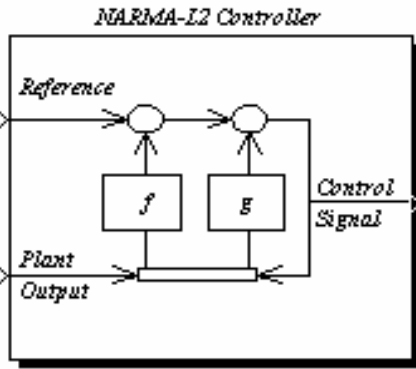 NARMA-L2 Controller
Reference
f
g
Control
Signal
Plant
Output